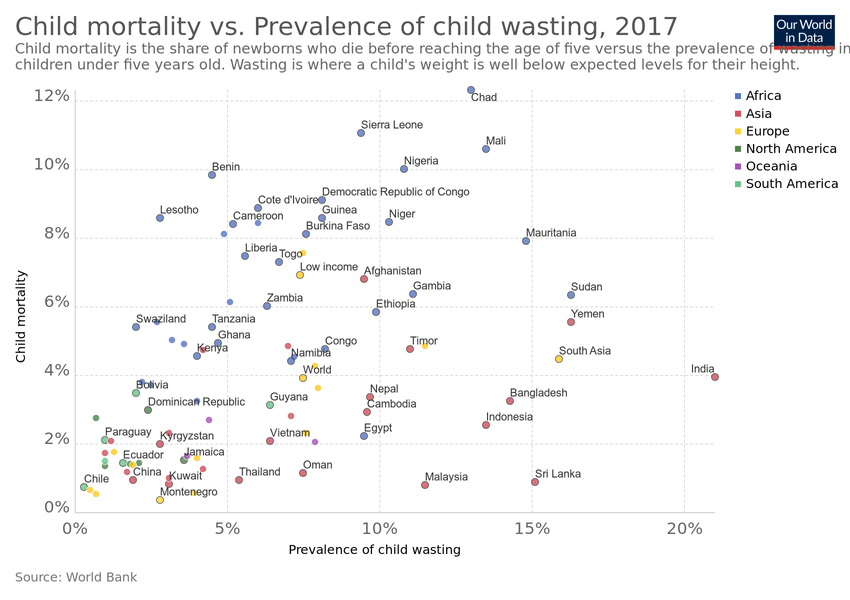 Child mortality vs. Prevalence of child wasting, 2017
Our World
in Data
Child mortality is the share of newborns who die before reaching the age of five versus the prevalence of wasting in
children under five years old. Wasting is where a child's weight is well below expected levels for their height.
12%
10%
8%
6%
4%
2%
0%
Child mortality
Chad
Sierra Leone
Mali
Nigeria
Benin
Democratic Republic of Congo
Cote d'Ivoire
Lesotho
Guinea
Cameroon
Niger
Burkina Faso
Mauritania
Liberia
Togo
Low income
Afghanistan
Gambia
Sudan
Zambia
Ethiopia
Swaziland
Tanzania
Yemen
Ghana
Kenya
Congo
Timor
Namibia
South Asia
World
India
Bolivia
Nepal
Bangladesh
Dominican Republic
Guyana
Cambodia
Indonesia
Paraguay
Kyrgyzstan
Vietnam
Egypt
Ecuador
Jamaica
China
Kuwait
Thailand
Oman
Malaysia
Sri Lanka
Chile
Montenegro
0%
5%
10%
15%
20%
Prevalence of child wasting
Africa
Asia
Europe
North America
Oceania
South America
Source: World Bank